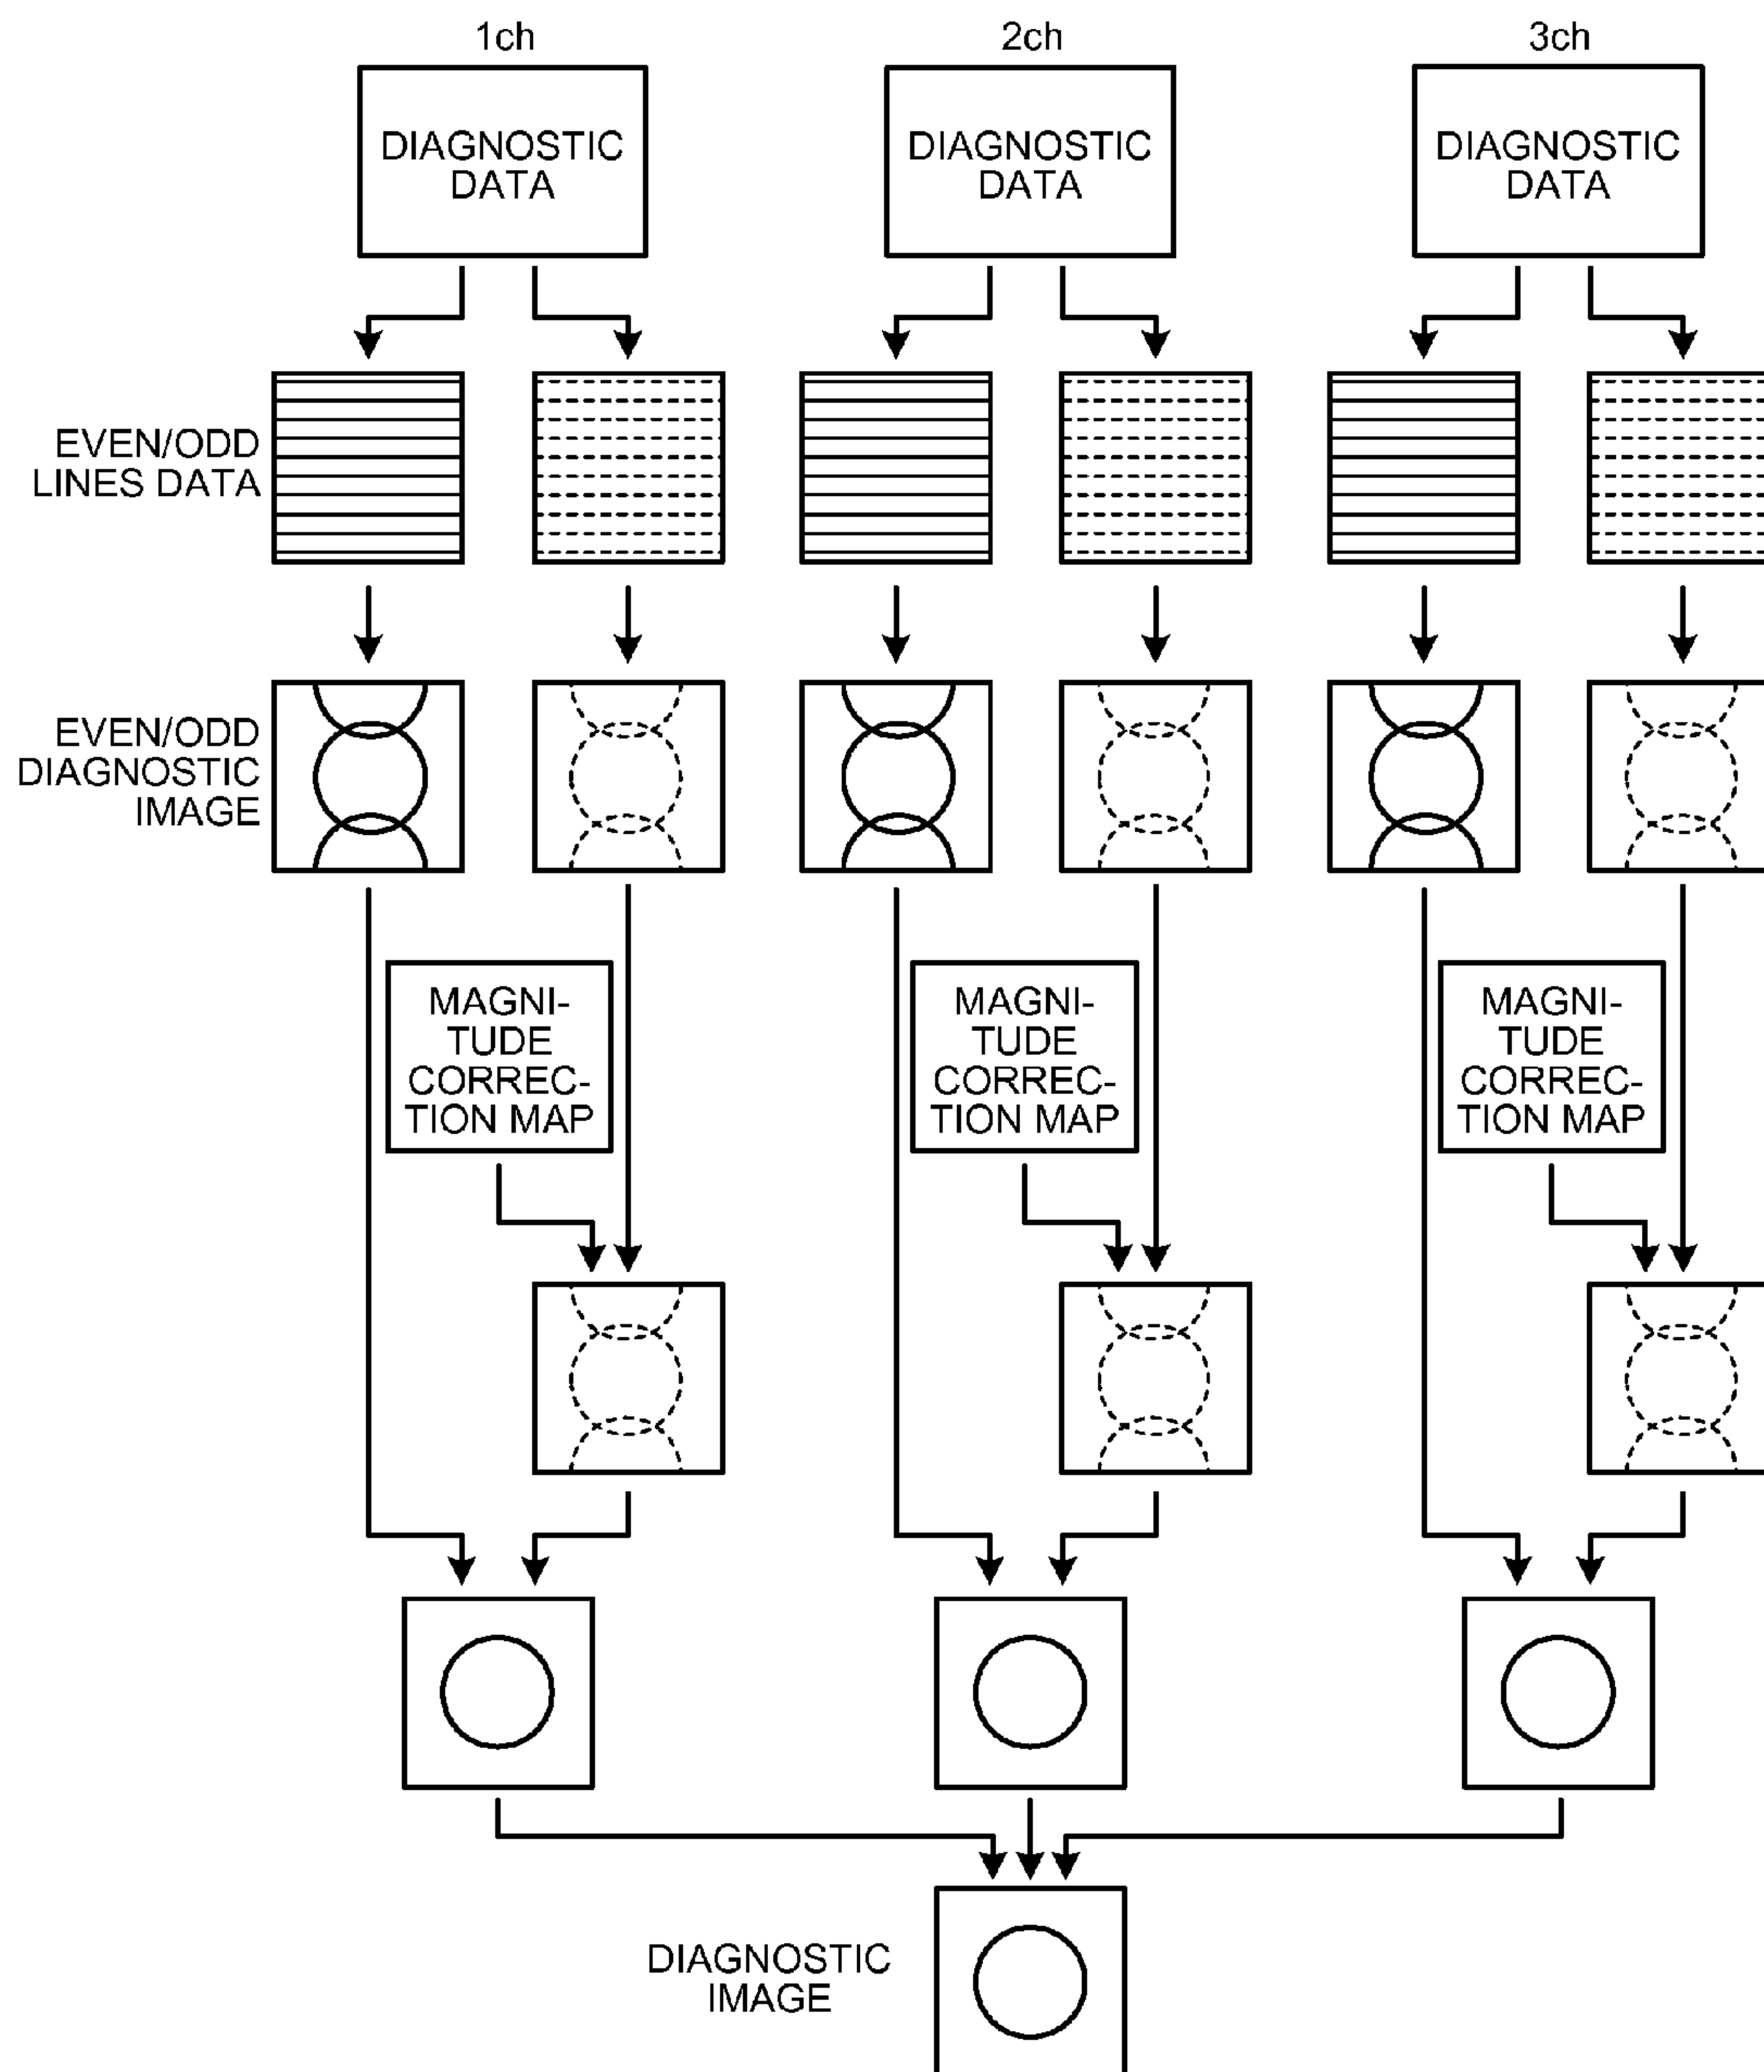 1ch
2ch
3ch
DIAGNOSTIC
DATA
DIAGNOSTIC
DATA
DIAGNOSTIC
DATA
EVEN/ODD
LINES DATA
EVEN/ODD
DIAGNOSTIC
IMAGE
MAGNI-
TUDE
CORREC-
TION MAP
MAGNI-
TUDE
CORREC-
TION MAP
MAGNI-
TUDE
CORREC-
TION MAP
DIAGNOSTIC
IMAGE